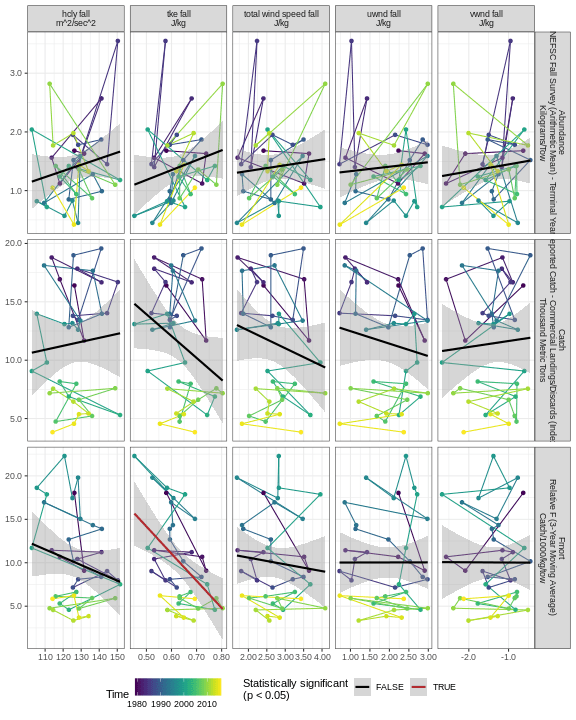 hcly fall
m^2/sec^2
tke fall
J/kg
total wind speed fall
J/kg
uwnd fall
J/kg
vwnd fall
J/kg
3.0
2.0
1.0
Abundance
NEFSC Fall Survey (Arithmetic Mean) - Terminal Year
Kilograms/Tow
20.0
15.0
10.0
5.0
Catch
eported Catch - Commercial Landings/Discards (Inde
Thousand Metric Tons
20.0
15.0
10.0
5.0
Fmort
Relative F (3-Year Moving Average)
Catch/1000/kg/tow
110 120 130 140 150
0.50 0.60 0.70 0.80
2.00 2.50 3.00 3.50 4.00
1.00 1.50 2.00 2.50 3.00
-2.0 -1.0
Time
1980 1990 2000 2010
Statistically significant
(p < 0.05)
FALSE
TRUE